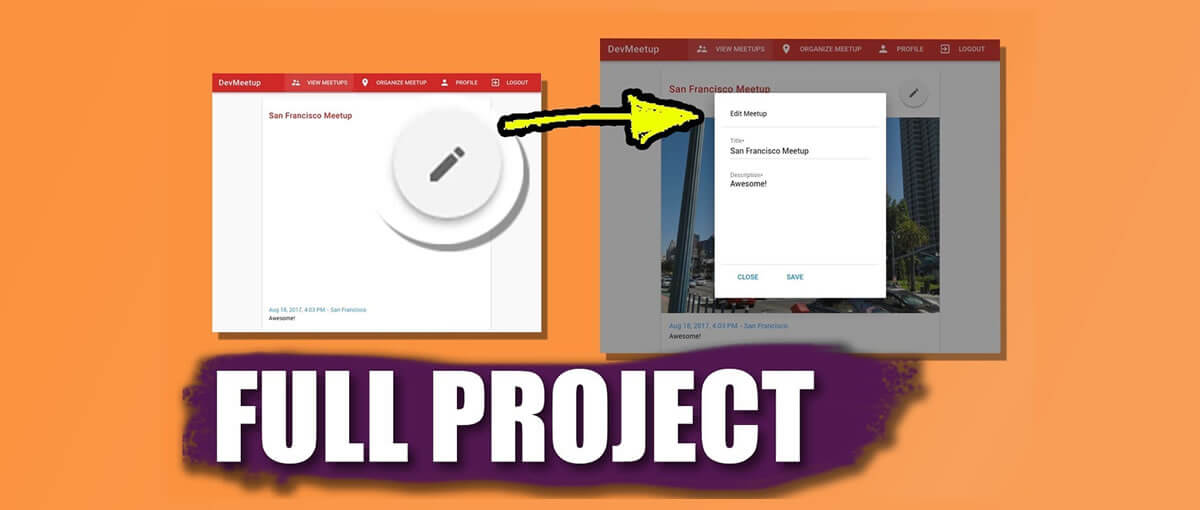 DevMeetup VIEW MEETUPS ORGANIZE MEETUP PROFILE LOGOUT
San Francisco Meetup
Aug 18, 2017, 4:03 PM - San Francisco
Awesome!
DevMeetup VIEW MEETUPS ORGANIZE MEETUP PROFILE LOGOUT
San Francisco Meetup
Edit Meetup
Title*
San Francisco Meetup
Description*
Awesome!
CLOSE SAVE
Aug 18, 2017, 4:03 PM - San Francisco
Awesome!
FULL PROJECT